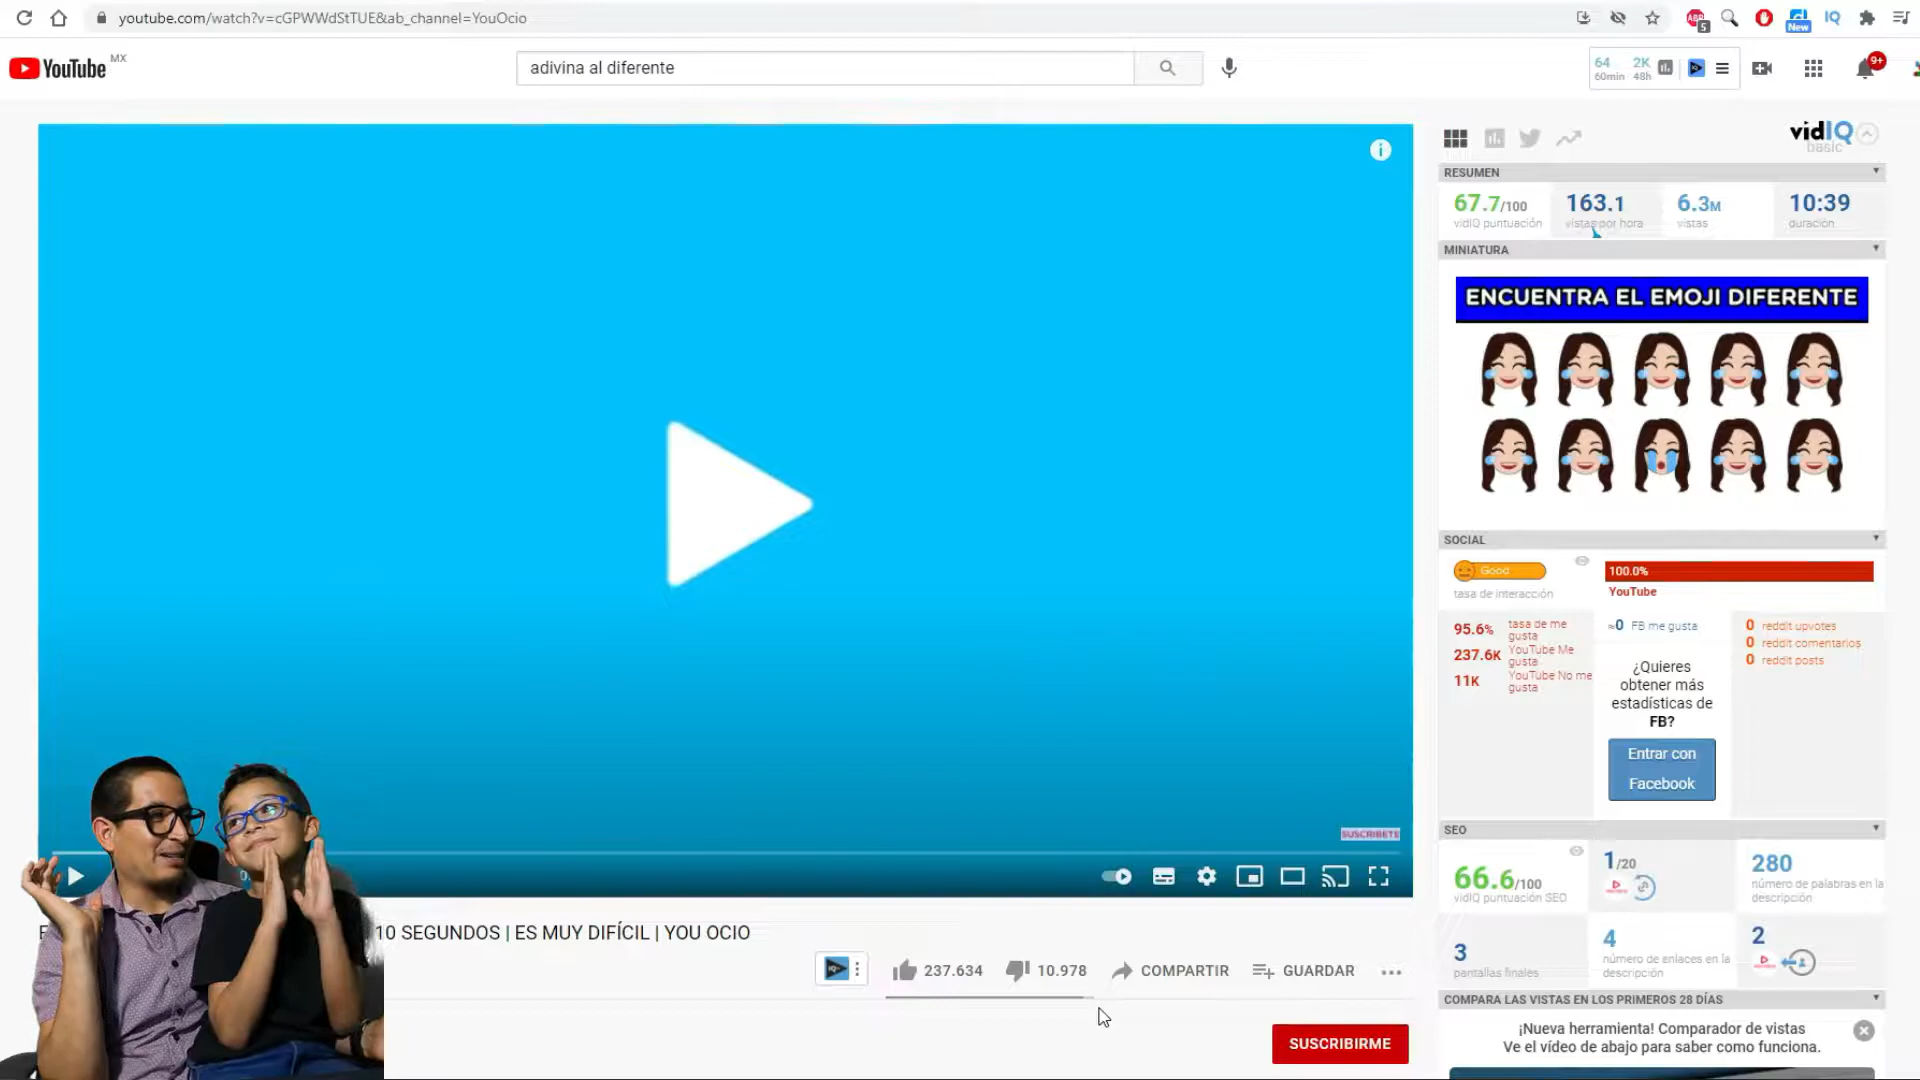 youtube.com/watch?v=cGPWWdStTUE&ab_channel=YouOcio
5
New
IQ
YouTube MX
adivina al diferente
64
60min
2K
48h
9+
vidIQ
basic
RESUMEN
67.7/100
vidIQ puntuación
163.1
vistas por hora
6.3M
vistas
10:39
duración
MINIATURA
ENCUENTRA EL EMOJI DIFERENTE
SOCIAL
Good
tasa de interacción
100.0%
YouTube
95.6% tasa de me gusta
237.6K YouTube Me gusta
11K YouTube No me gusta
≈0 FB me gusta
¿Quieres
obtener más
estadísticas de
FB?
Entrar con
Facebook
0 reddit upvotes
0 reddit comentarios
0 reddit posts
SUSCRIBETE
SEO
66.6/100
vidIQ puntuación SEO
1/20
280
número de palabras en la
descripción
3
pantallas finales
4
número de enlaces en la
descripción
2
10 SEGUNDOS | ES MUY DIFÍCIL | YOU OCIO
237.634
10.978
COMPARTIR
GUARDAR
SUSCRIBIRME
COMPARA LAS VISTAS EN LOS PRIMEROS 28 DÍAS
¡Nueva herramienta! Comparador de vistas
Ve el vídeo de abajo para saber como funciona.